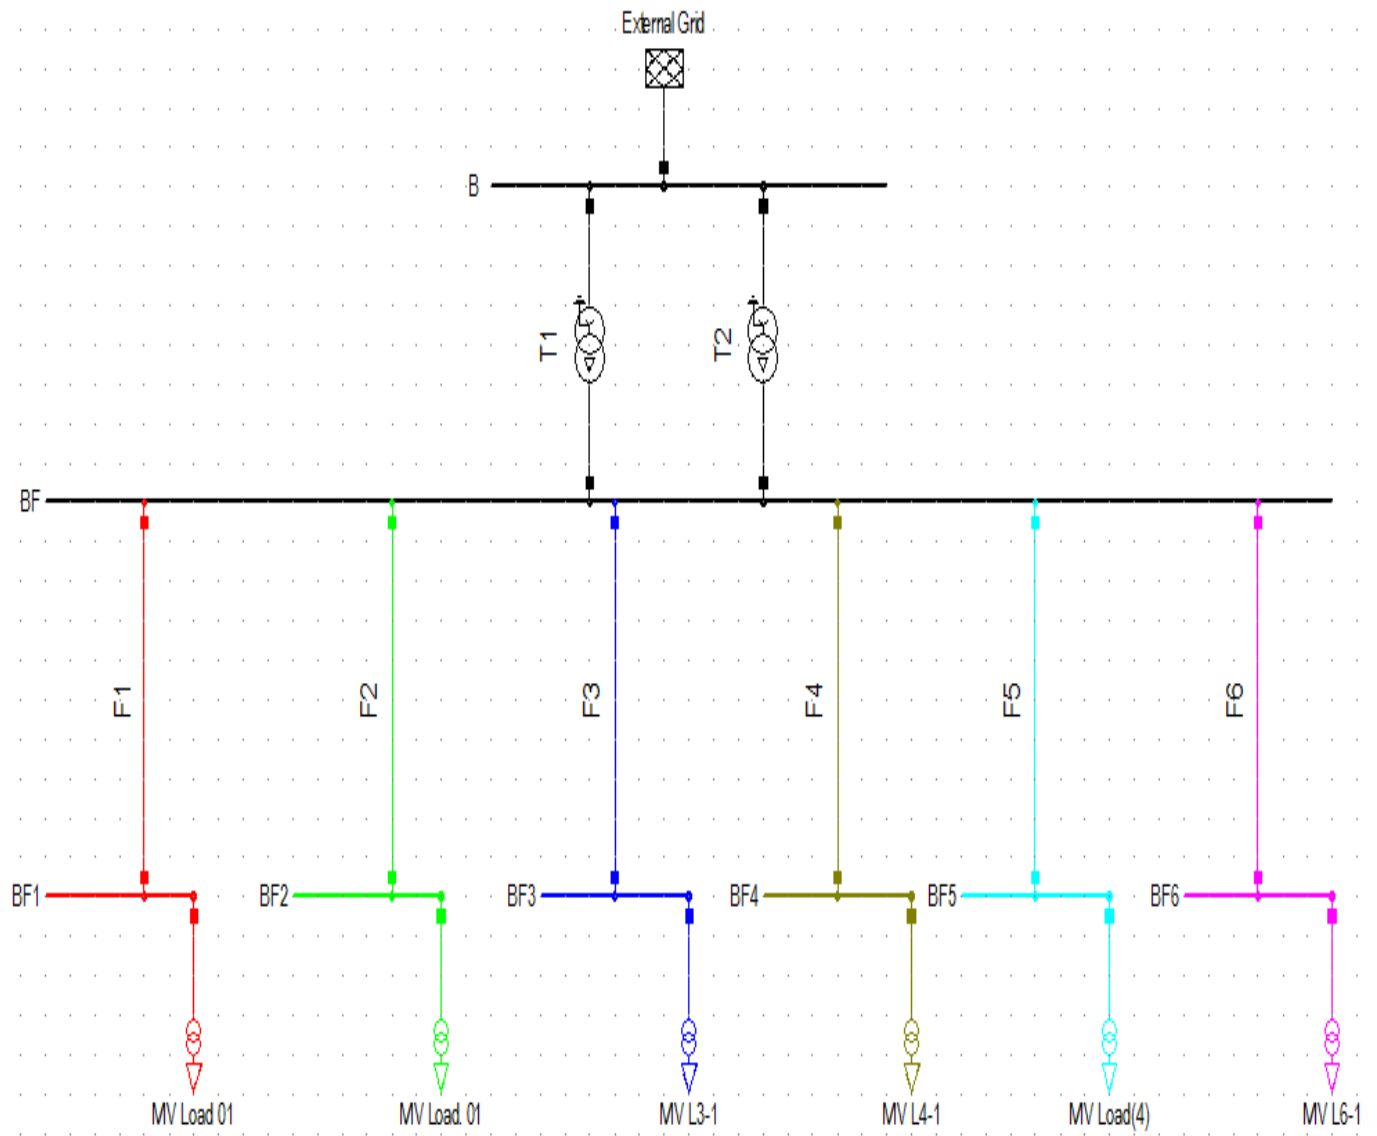 External Grid
B
T1
T2
BF
F1
F2
F3
F4
F5
F6
BF1
BF2
BF3
BF4
BF5
BF6
MV Load 01
MV Load. 01
MV L3-1
MV L4-1
MV Load(4)
MV L6-1